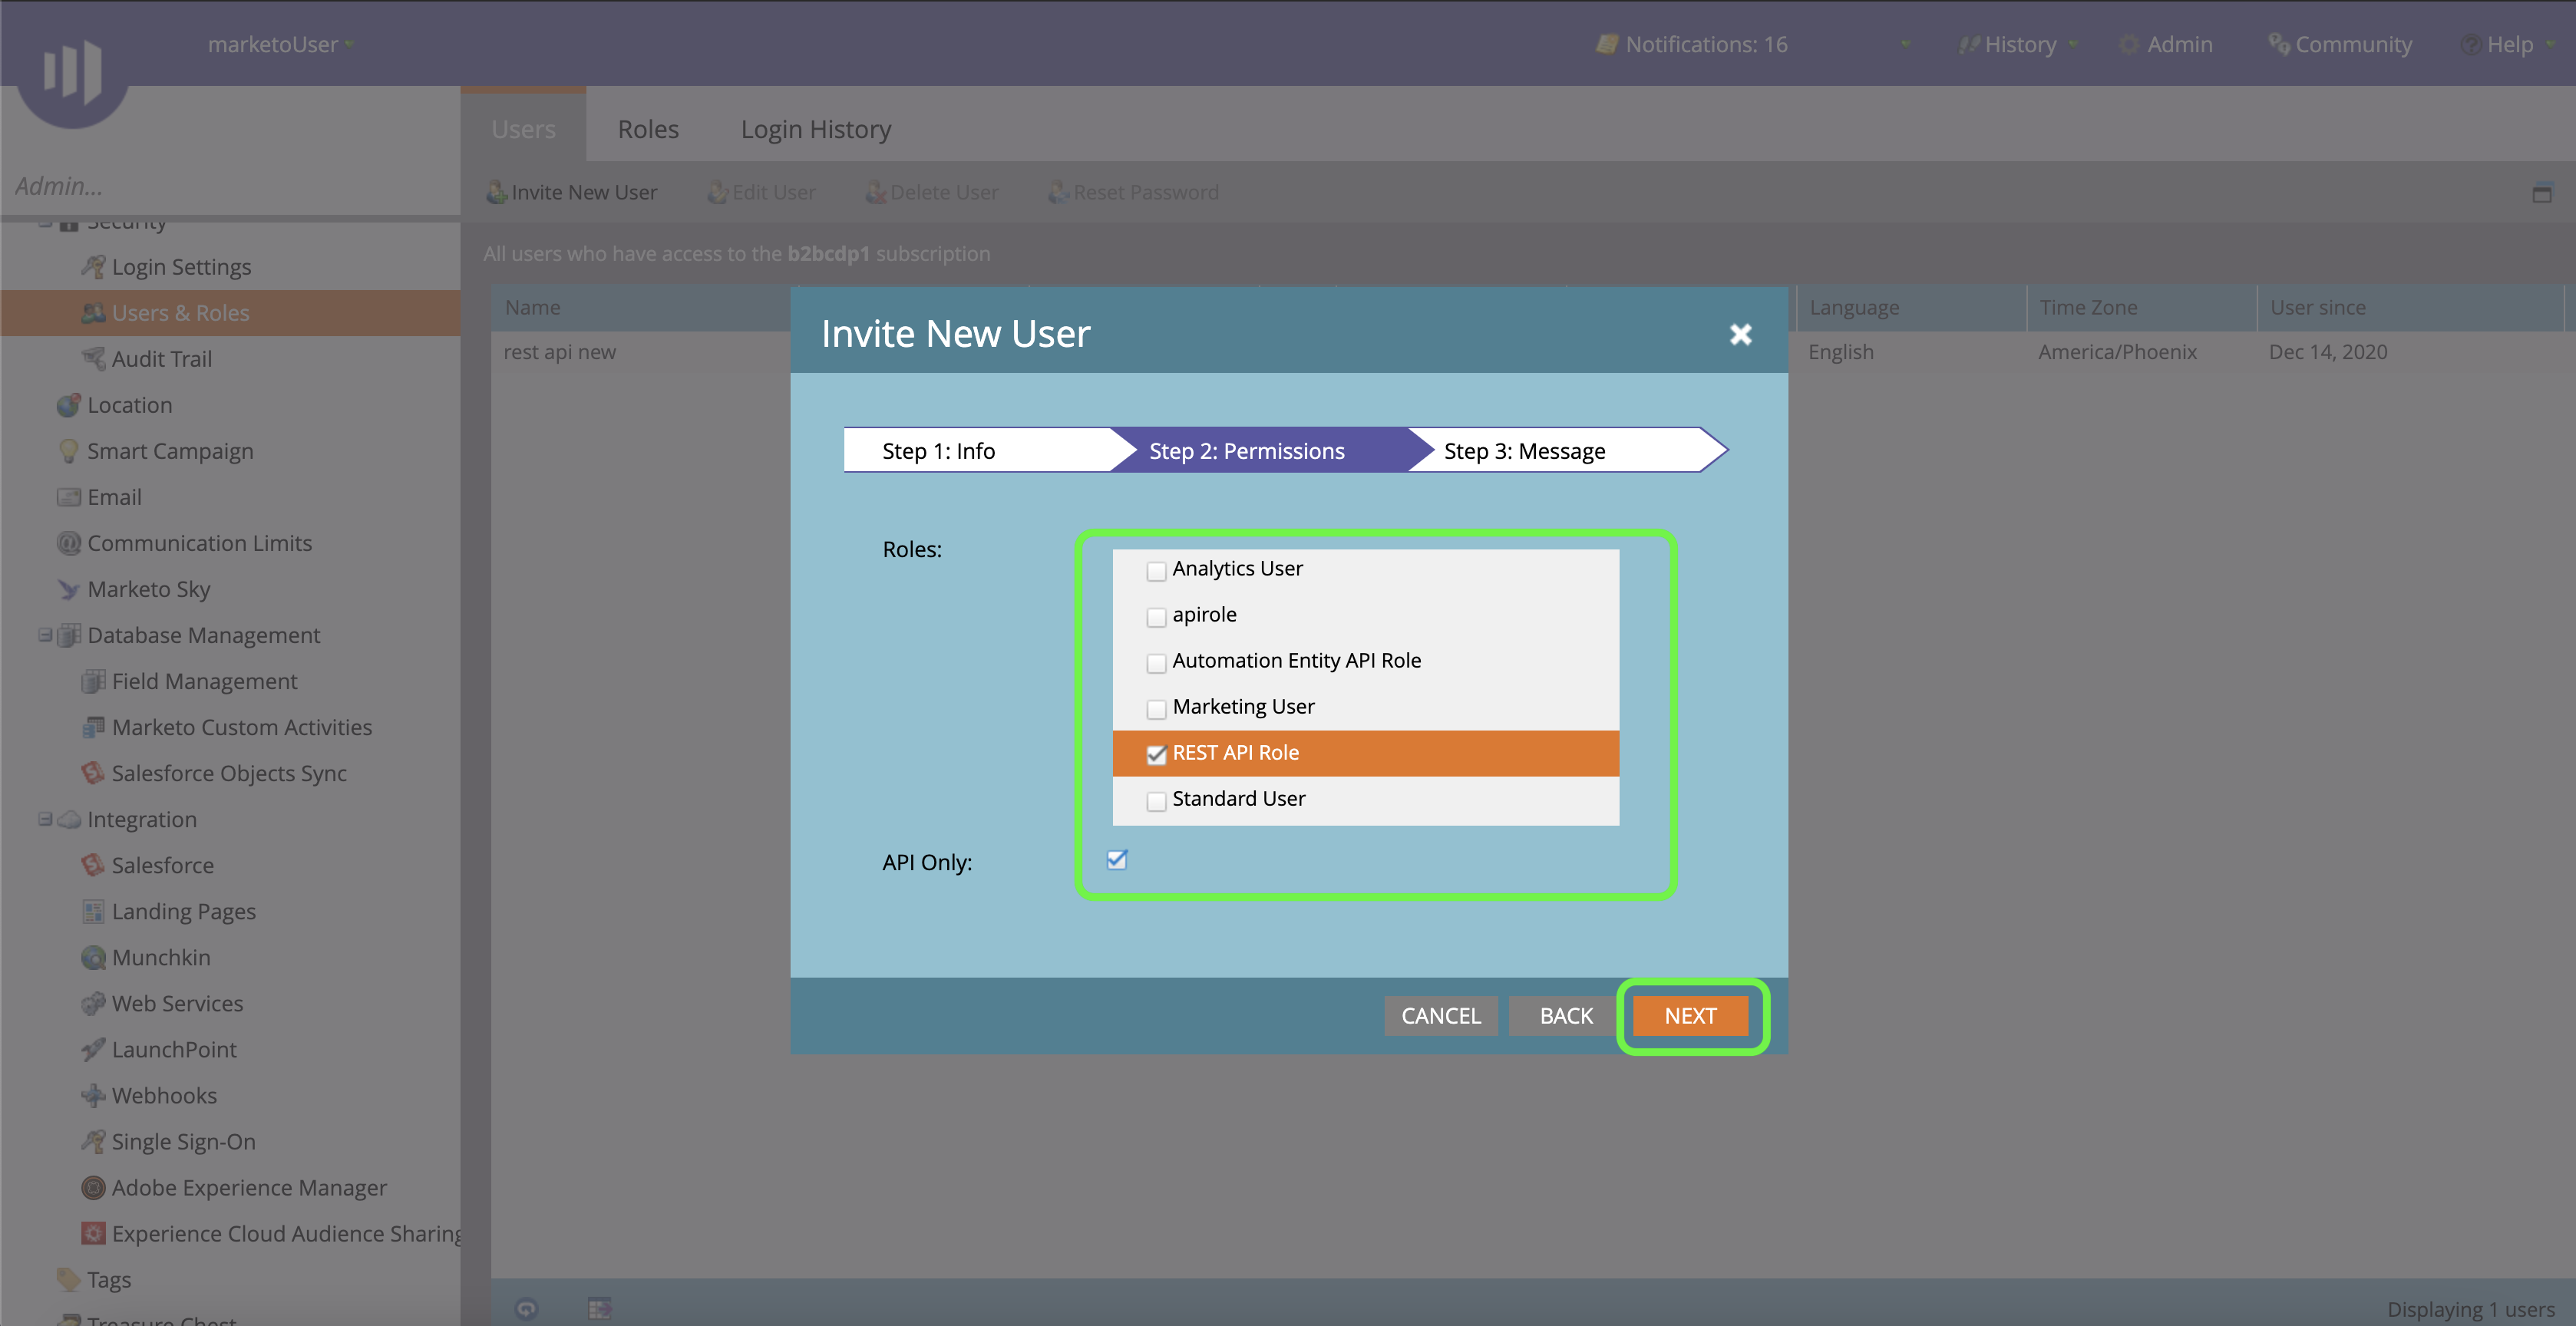 marketoUser
Notifications: 16
History
Admin
Community
Help
Users
Roles
Login History
Admin...
Invite New User
Edit User
Delete User
Reset Password
Security
Login Settings
Users & Roles
Audit Trail
Location
Smart Campaign
Email
Communication Limits
Marketo Sky
Database Management
Field Management
Marketo Custom Activities
Salesforce Objects Sync
Integration
Salesforce
Landing Pages
Munchkin
Web Services
LaunchPoint
Webhooks
Single Sign-On
Adobe Experience Manager
Experience Cloud Audience Sharing
Tags
Treasure Chest
All users who have access to the b2bcdp1 subscription
Name
Language
Time Zone
User since
rest api new
English
America/Phoenix
Dec 14, 2020
Invite New User
Step 1: Info
Step 2: Permissions
Step 3: Message
Roles:
Analytics User
apirole
Automation Entity API Role
Marketing User
REST API Role
Standard User
API Only:
CANCEL
BACK
NEXT
Displaying 1 users